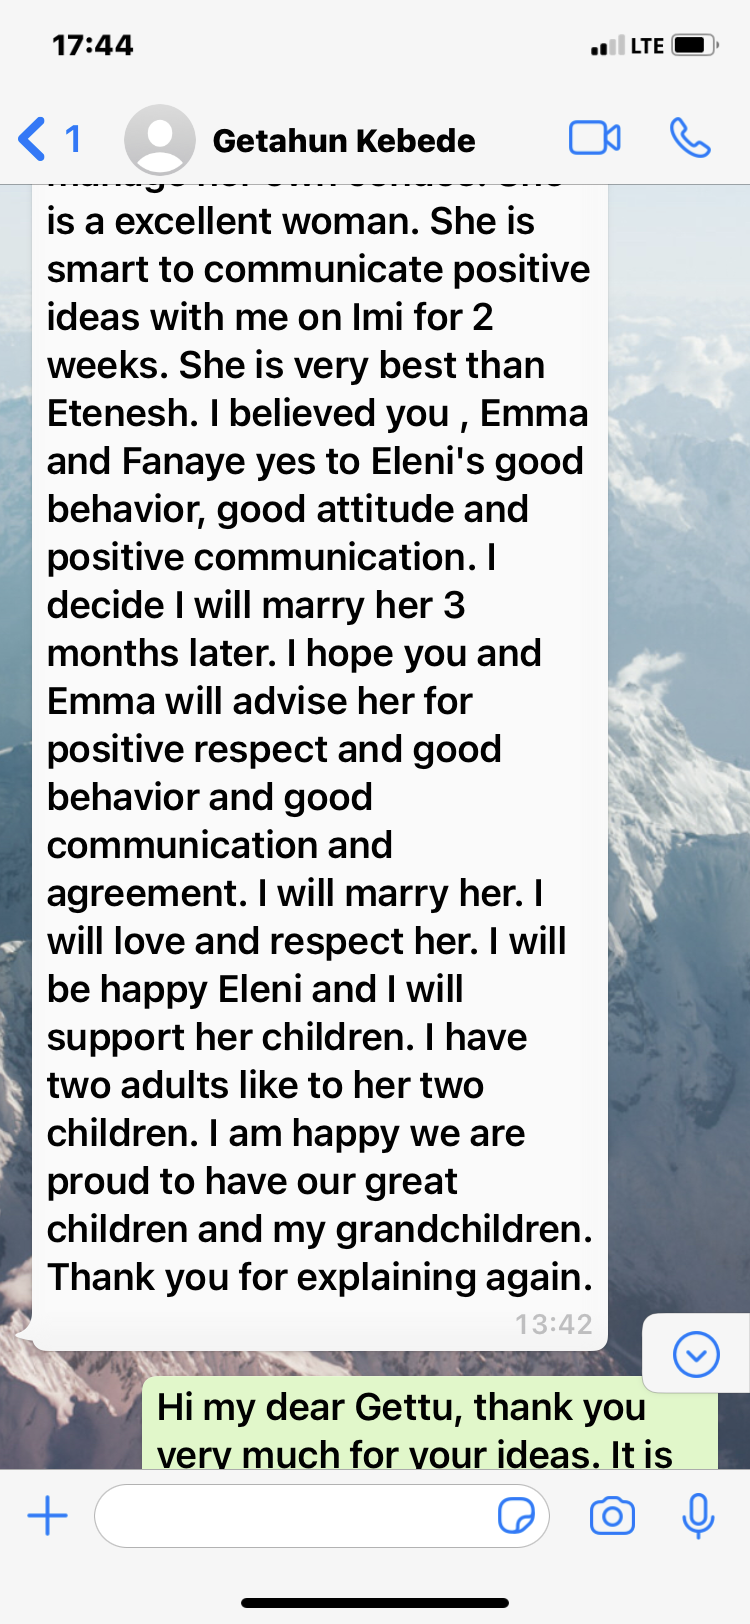 17:44
LTE
1
Getahun Kebede
is a excellent woman. She is
smart to communicate positive
ideas with me on Imi for 2
weeks. She is very best than
Etenesh. I believed you , Emma
and Fanaye yes to Eleni's good
behavior, good attitude and
positive communication. I
decide I will marry her 3
months later. I hope you and
Emma will advise her for
positive respect and good
behavior and good
communication and
agreement. I will marry her. I
will love and respect her. I will
be happy Eleni and I will
support her children. I have
two adults like to her two
children. I am happy we are
proud to have our great
children and my grandchildren.
Thank you for explaining again.
13:42
Hi my dear Gettu, thank you
very much for your ideas. It is